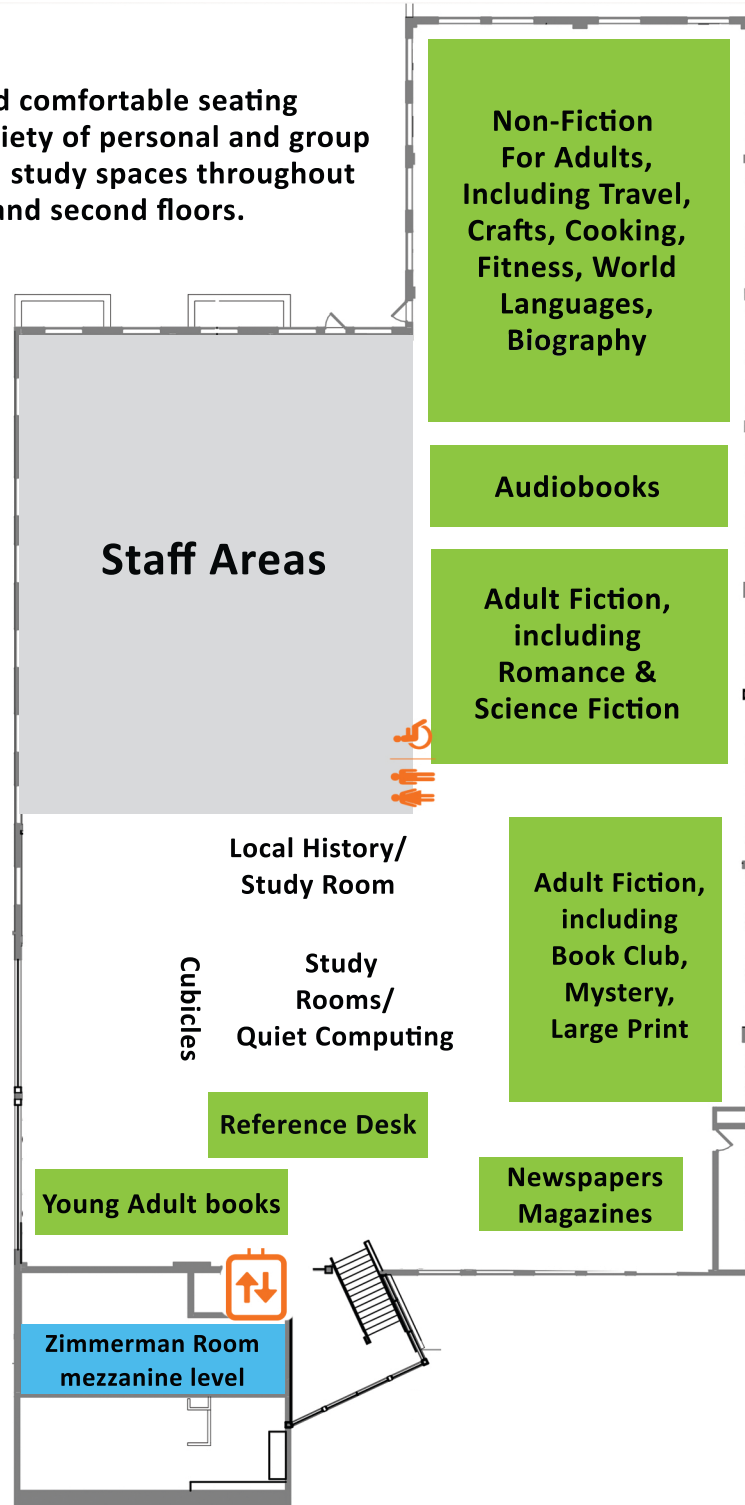 d comfortable seating
iety of personal and group
study spaces throughout
and second floors.
Non-Fiction
For Adults,
Including Travel,
Crafts, Cooking,
Fitness, World
Languages,
Biography
Audiobooks
Staff Areas
Adult Fiction,
including
Romance &
Science Fiction
Local History/
Study Room
Adult Fiction,
including
Book Club,
Mystery,
Large Print
Cubicles
Study
Rooms/
Quiet Computing
Reference Desk
Newspapers
Magazines
Young Adult books
Zimmerman Room
mezzanine level